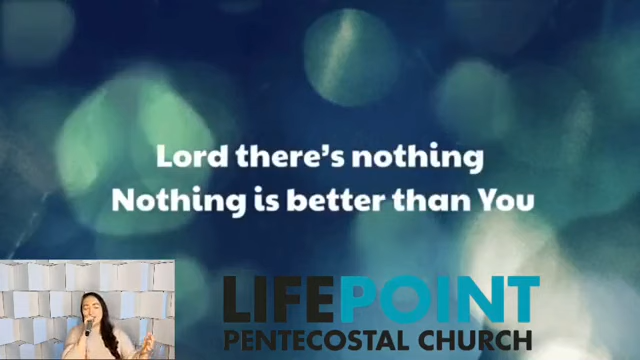 Lord there's nothing
Nothing is better than You
LIFEPOINT
PENTECOSTAL CHURCH